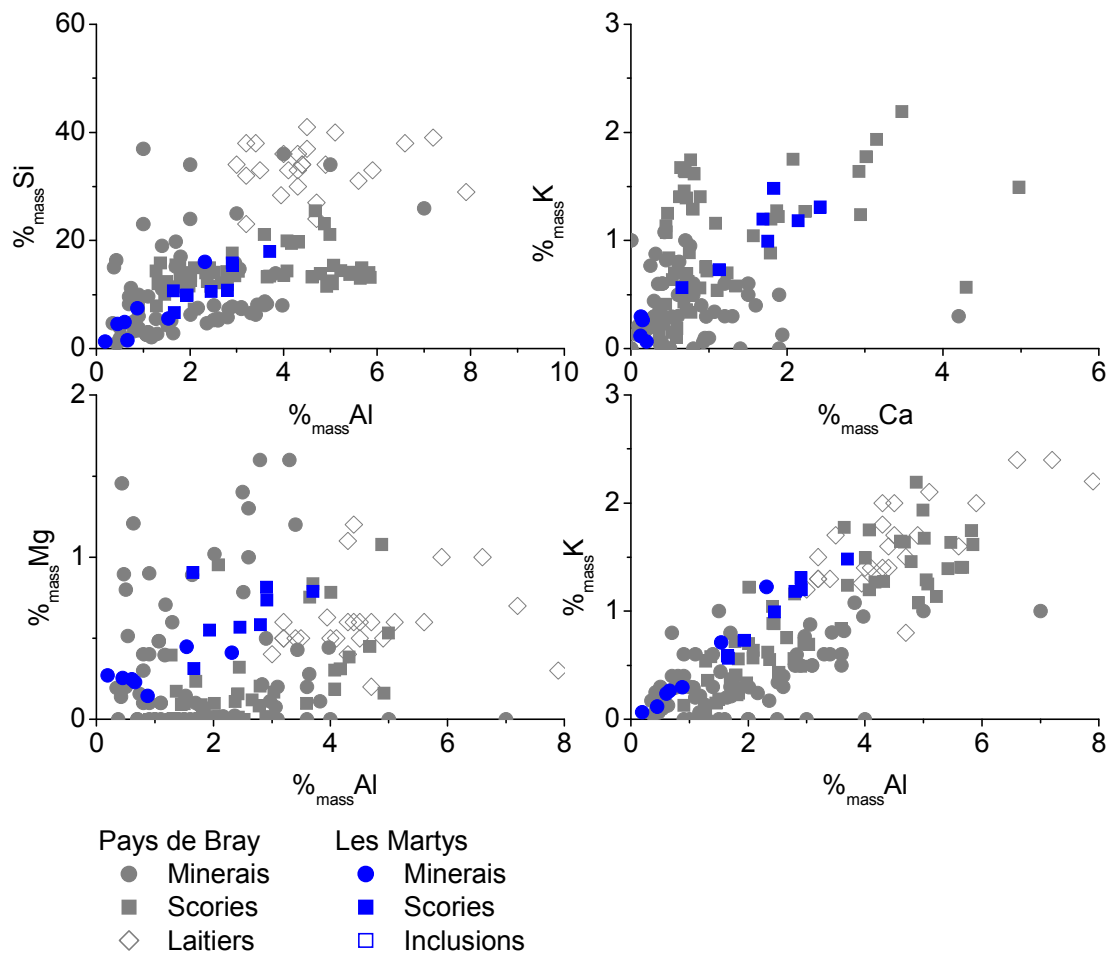 60
40
20
0
%massSi
0 2 4 6 8 10
%massAl
3
2
1
0
%massK
0 2 4 6
%massCa
2
1
0
%massMg
0 2 4 6 8
%massAl
3
2
1
0
%massK
0 2 4 6 8
%massAl
Pays de Bray
Minerais
Scories
Laitiers
Les Martys
Minerais
Scories
Inclusions